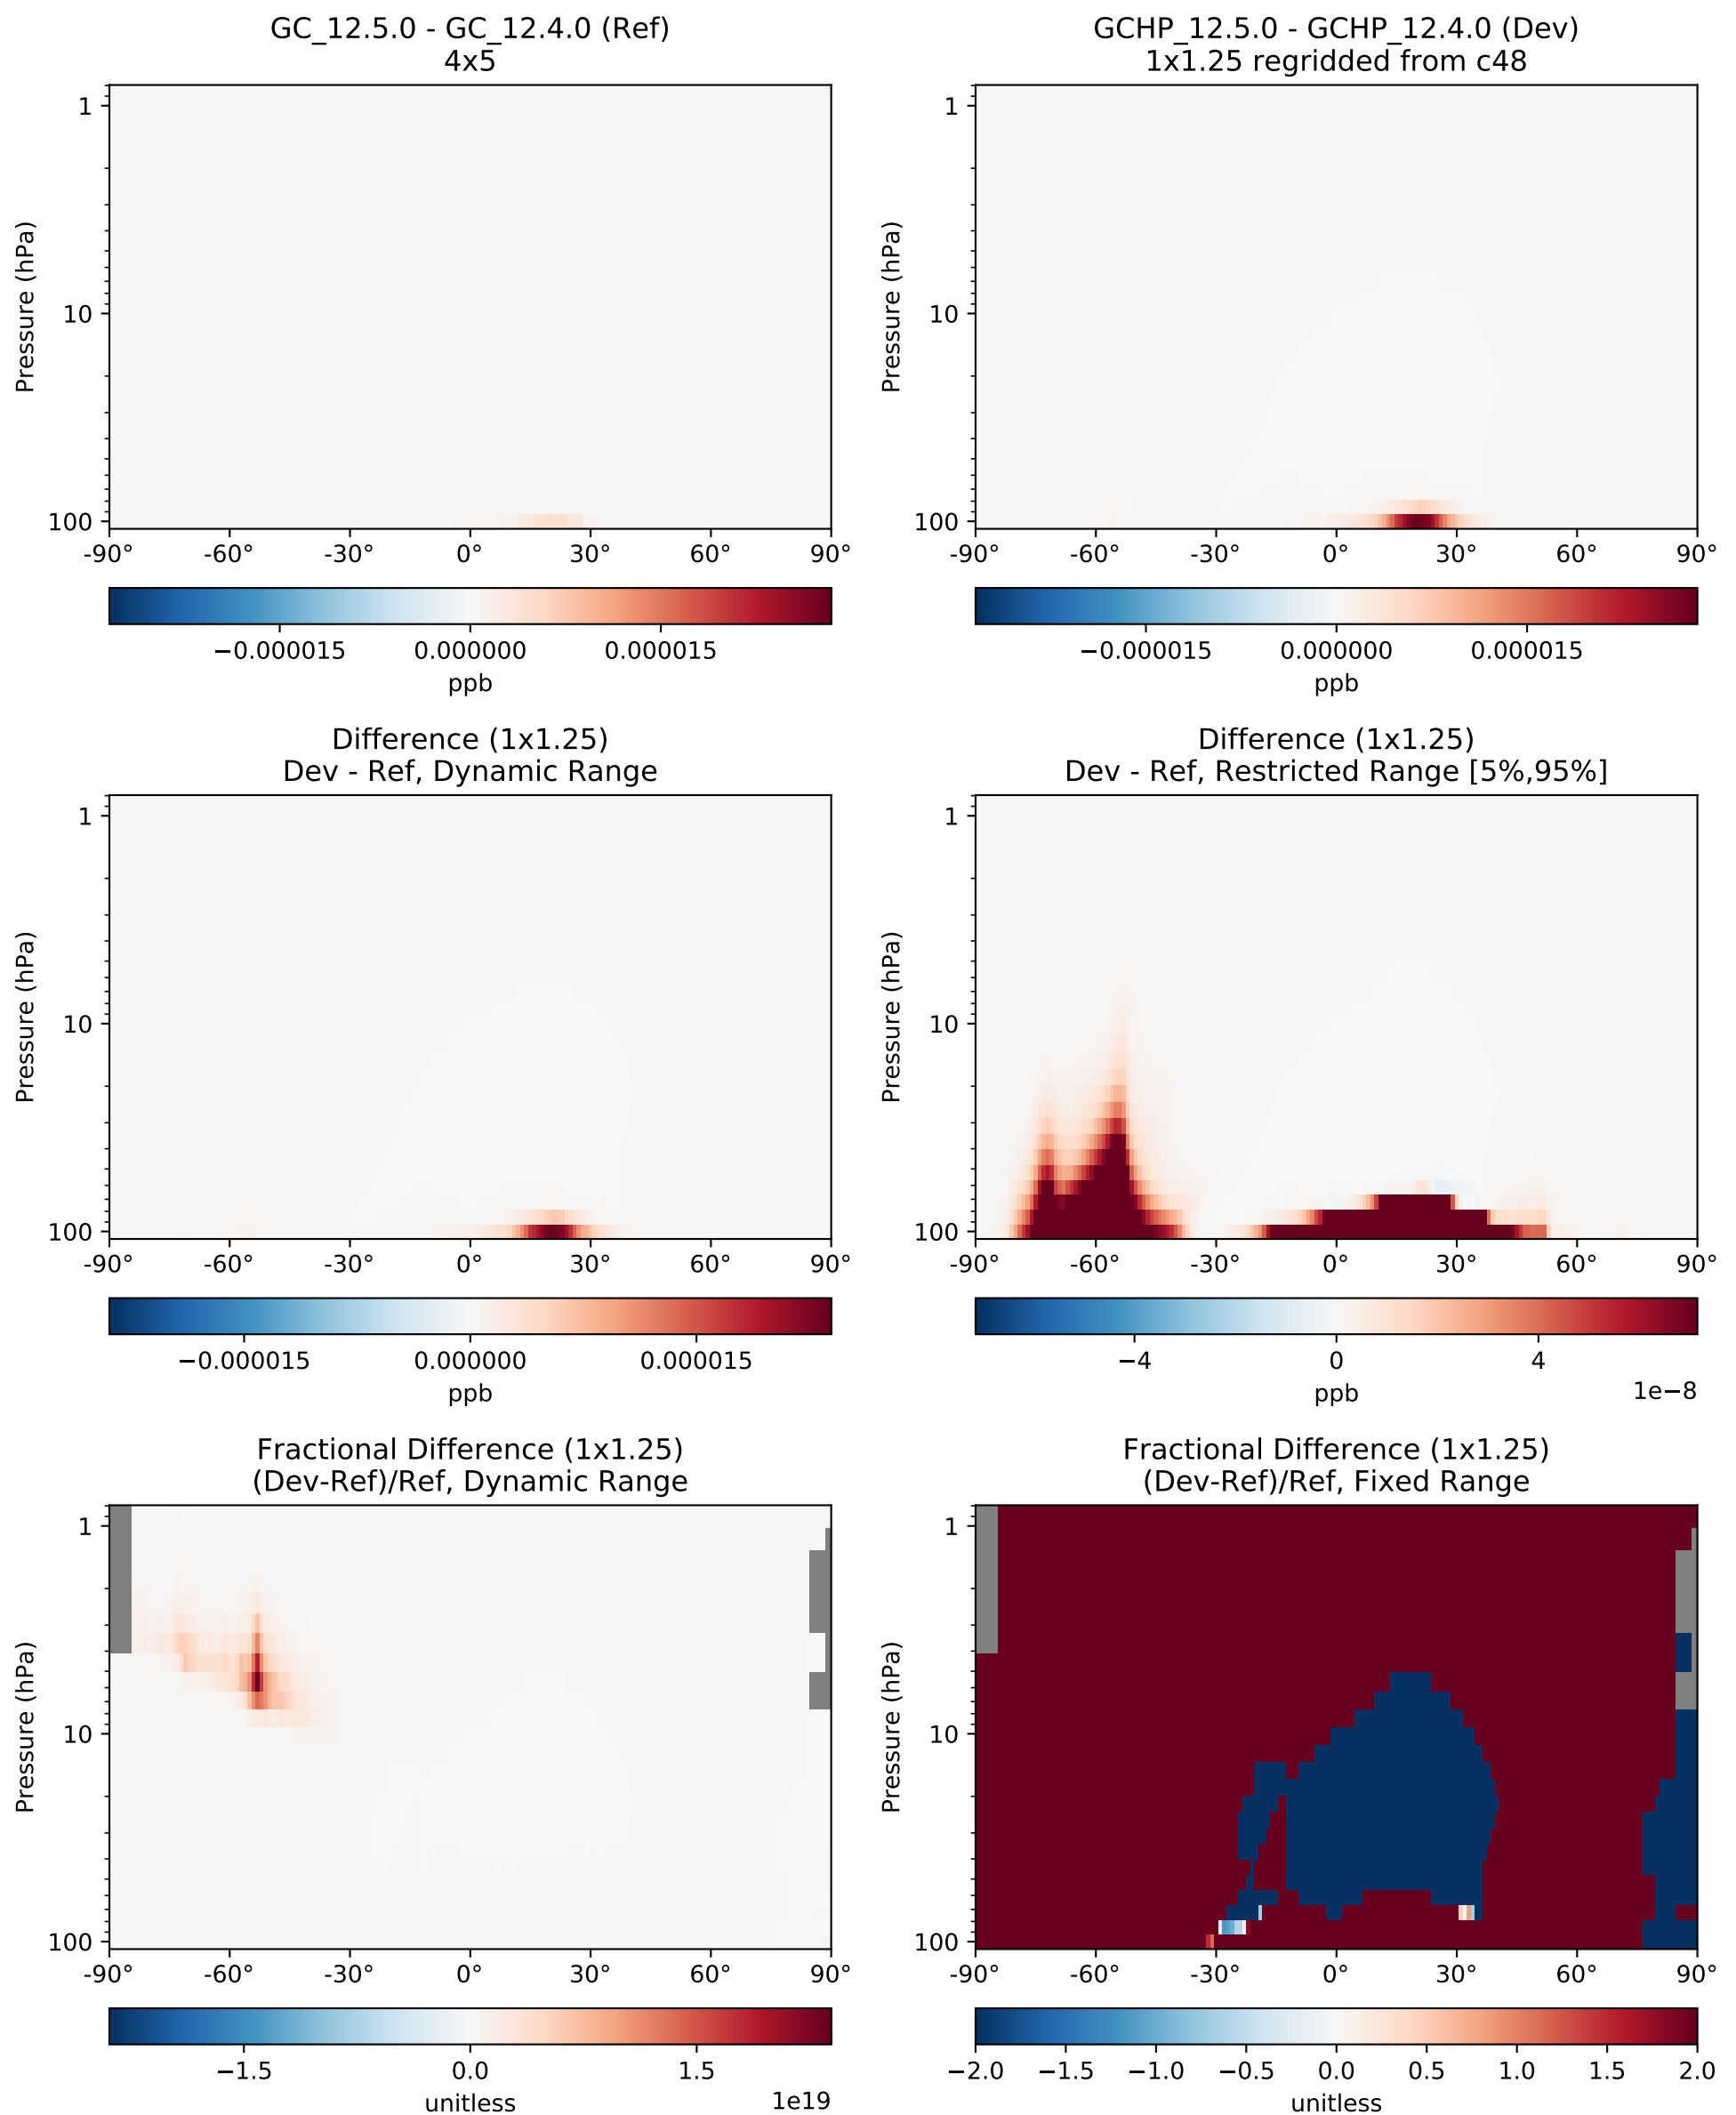 GC_12.5.0 - GC_12.4.0 (Ref)
4x5
GCHP_12.5.0 - GCHP_12.4.0 (Dev)
1x1.25 regridded from c48
Pressure (hPa)
1
10
100
-90° -60° -30° 0° 30° 60° 90°
−0.000015 0.000000 0.000015
ppb
Pressure (hPa)
1
10
100
-90° -60° -30° 0° 30° 60° 90°
−0.000015 0.000000 0.000015
ppb
Difference (1x1.25)
Dev - Ref, Dynamic Range
Difference (1x1.25)
Dev - Ref, Restricted Range [5%,95%]
Pressure (hPa)
1
10
100
-90° -60° -30° 0° 30° 60° 90°
−0.000015 0.000000 0.000015
ppb
Pressure (hPa)
1
10
100
-90° -60° -30° 0° 30° 60° 90°
−4 0 4
ppb
1e−8
Fractional Difference (1x1.25)
(Dev-Ref)/Ref, Dynamic Range
Fractional Difference (1x1.25)
(Dev-Ref)/Ref, Fixed Range
Pressure (hPa)
1
10
100
-90° -60° -30° 0° 30° 60° 90°
−1.5 0.0 1.5
unitless
1e19
Pressure (hPa)
1
10
100
-90° -60° -30° 0° 30° 60° 90°
−2.0 −1.5 −1.0 −0.5 0.0 0.5 1.0 1.5 2.0
unitless